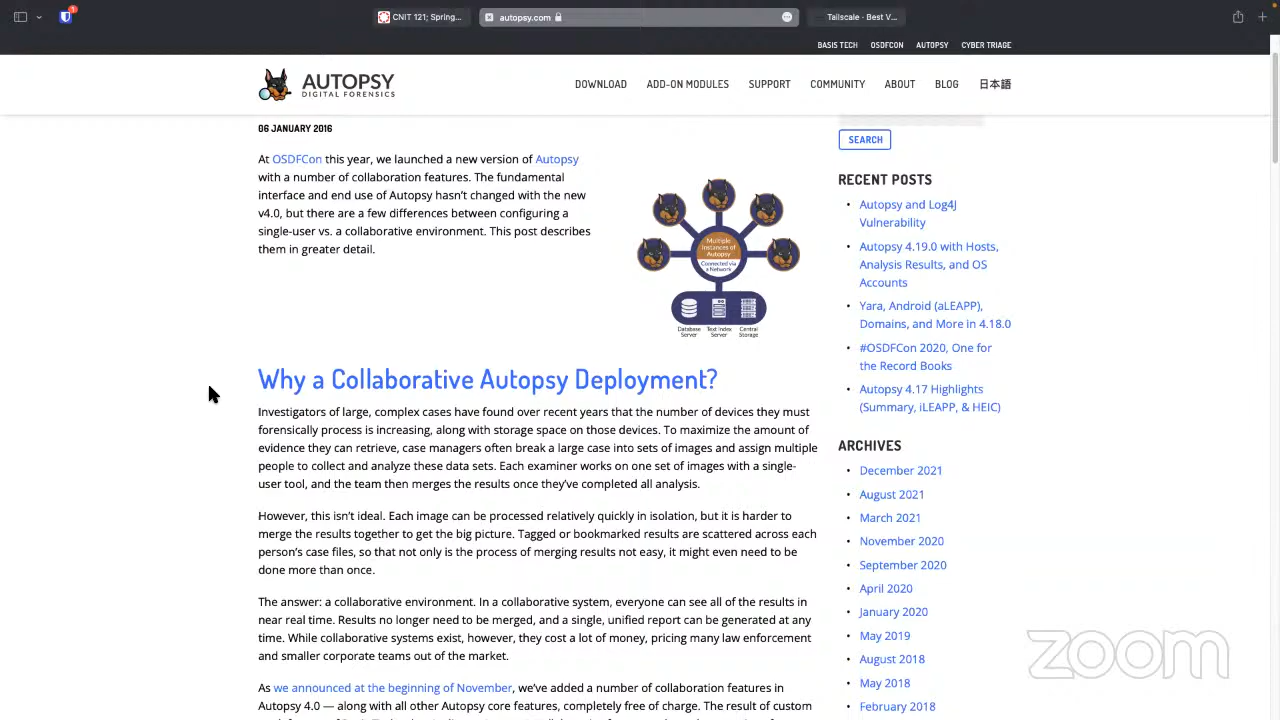 1
CNIT 121; Spring...
autopsy.com
Tailscale · Best V...
BASIS TECH
OSDFCON
AUTOPSY
CYBER TRIAGE
AUTOPSY
DIGITAL FORENSICS
DOWNLOAD
ADD-ON MODULES
SUPPORT
COMMUNITY
ABOUT
BLOG
日本語
06 JANUARY 2016
At OSDFCon this year, we launched a new version of Autopsy
with a number of collaboration features. The fundamental
interface and end use of Autopsy hasn't changed with the new
v4.0, but there are a few differences between configuring a
single-user vs. a collaborative environment. This post describes
them in greater detail.
Multiple
Instances of
Autopsy
Connected via
a Network
Database
Server
Text Index
Server
Central
Storage
Why a Collaborative Autopsy Deployment?
Investigators of large, complex cases have found over recent years that the number of devices they must
forensically process is increasing, along with storage space on those devices. To maximize the amount of
evidence they can retrieve, case managers often break a large case into sets of images and assign multiple
people to collect and analyze these data sets. Each examiner works on one set of images with a single-
user tool, and the team then merges the results once they've completed all analysis.
However, this isn't ideal. Each image can be processed relatively quickly in isolation, but it is harder to
merge the results together to get the big picture. Tagged or bookmarked results are scattered across each
person's case files, so that not only is the process of merging results not easy, it might even need to be
done more than once.
The answer: a collaborative environment. In a collaborative system, everyone can see all of the results in
near real time. Results no longer need to be merged, and a single, unified report can be generated at any
time. While collaborative systems exist, however, they cost a lot of money, pricing many law enforcement
and smaller corporate teams out of the market.
As we announced at the beginning of November, we've added a number of collaboration features in
Autopsy 4.0 — along with all other Autopsy core features, completely free of charge. The result of custom
SEARCH
RECENT POSTS
Autopsy and Log4J
Vulnerability
Autopsy 4.19.0 with Hosts,
Analysis Results, and OS
Accounts
Yara, Android (aLEAPP),
Domains, and More in 4.18.0
#OSDFCon 2020, One for
the Record Books
Autopsy 4.17 Highlights
(Summary, iLEAPP, & HEIC)
ARCHIVES
December 2021
August 2021
March 2021
November 2020
September 2020
April 2020
January 2020
May 2019
August 2018
May 2018
February 2018
zoom